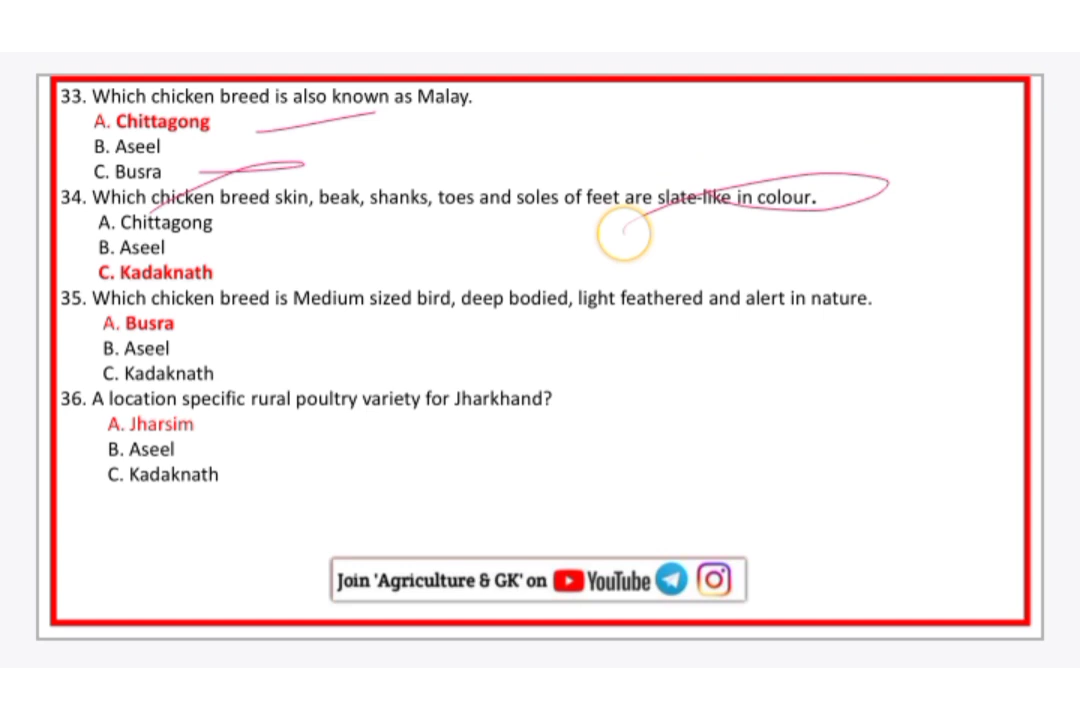 33. Which chicken breed is also known as Malay.
A. Chittagong
B. Aseel
C. Busra
34. Which chicken breed skin, beak, shanks, toes and soles of feet are slate-like in colour.
A. Chittagong
B. Aseel
C. Kadaknath
35. Which chicken breed is Medium sized bird, deep bodied, light feathered and alert in nature.
A. Busra
B. Aseel
C. Kadaknath
36. A location specific rural poultry variety for Jharkhand?
A. Jharsim
B. Aseel
C. Kadaknath
Join 'Agriculture & GK' on YouTube